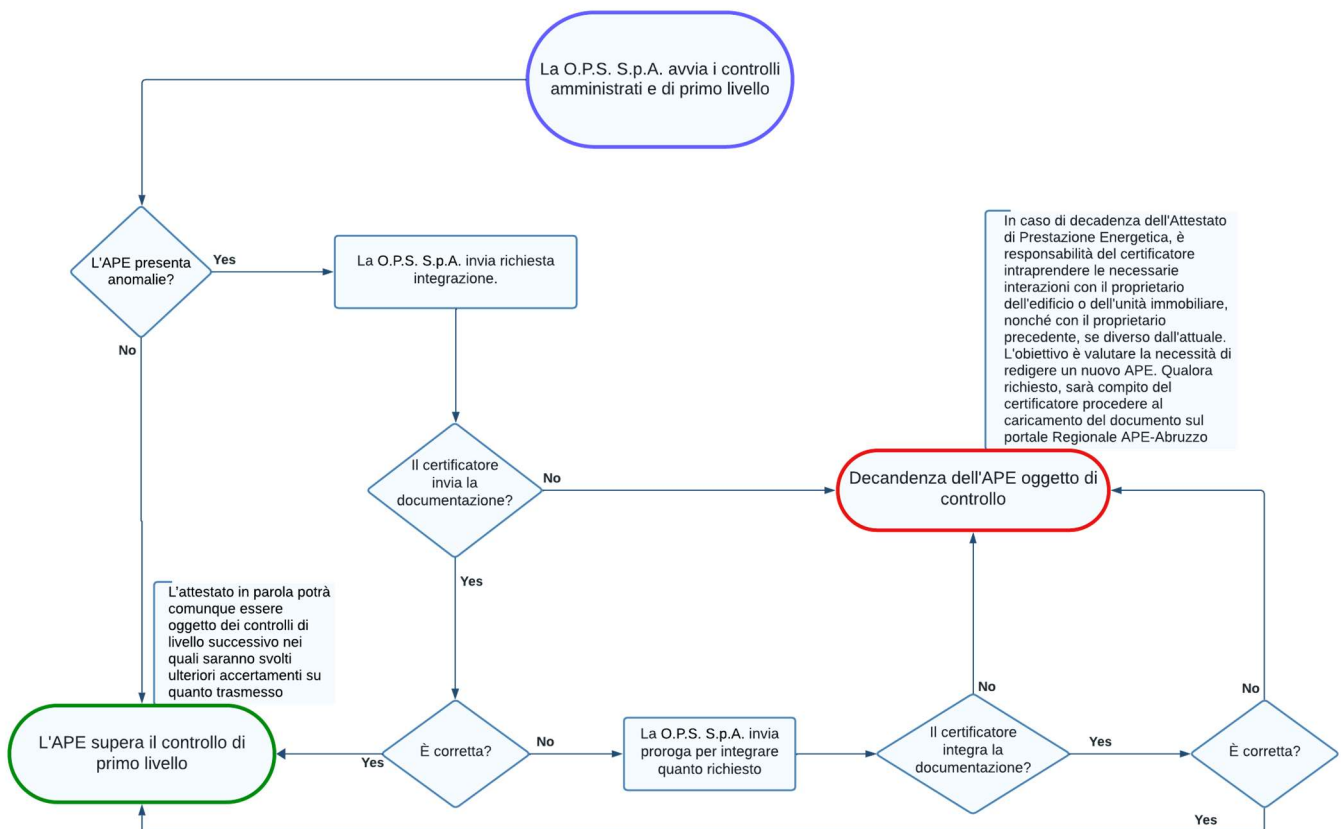 La O.P.S. S.p.A. avvia i controlli
amministrati e di primo livello
L'APE presenta
anomalie?
Yes
La O.P.S. S.p.A. invia richiesta
integrazione.
No
In caso di decadenza dell'Attestato
di Prestazione Energetica, è
responsabilità del certificatore
intraprendere le necessarie
interazioni con il proprietario
dell'edificio o dell'unità immobiliare,
nonché con il proprietario
precedente, se diverso dall'attuale.
L'obiettivo è valutare la necessità di
redigere un nuovo APE. Qualora
richiesto, sarà compito del
certificatore procedere al
caricamento del documento sul
portale Regionale APE-Abruzzo
Il certificatore
invia la
documentazione?
No
Decandenza dell'APE oggetto di
controllo
Yes
L'attestato in parola potrà
comunque essere
oggetto dei controlli di
livello successivo nei
quali saranno svolti
ulteriori accertamenti su
quanto trasmesso
L'APE supera il controllo di
primo livello
Yes
È corretta?
No
La O.P.S. S.p.A. invia
proroga per integrare
quanto richiesto
No
Il certificatore
integra la
documentazione?
Yes
No
È corretta?
Yes